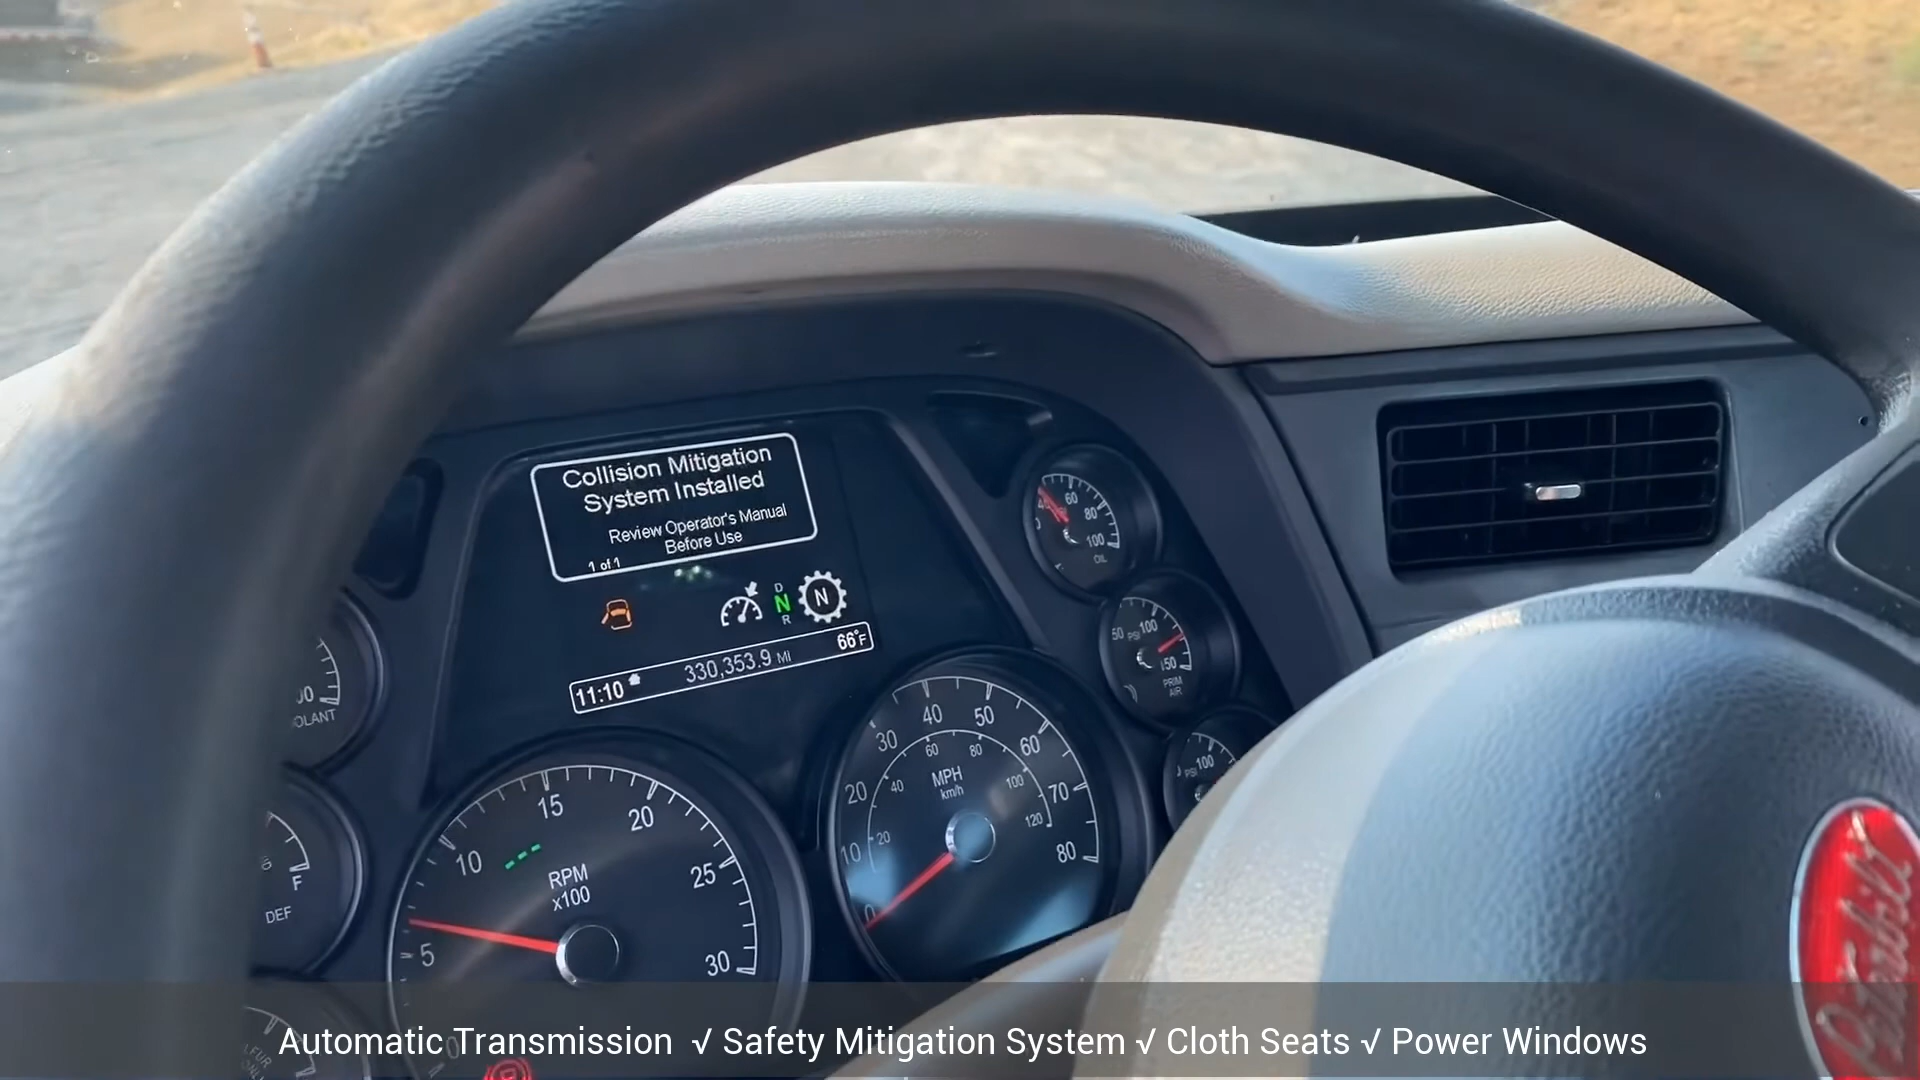 Collision Mitigation
System Installed
Review Operator's Manual
Before Use
1 of 1
D
N
R
N
11:10
330,353.9 MI
66°F
60
80
100
OIL
50 PSI 100
150
PRIM
AIR
PSI 100
DEF
F
5
10
15
20
25
30
RPM
x100
0
10
20
30
40
50
60
70
80
20
40
60
80
100
120
MPH
km/h
Peterbilt
Automatic Transmission √ Safety Mitigation System √ Cloth Seats √ Power Windows